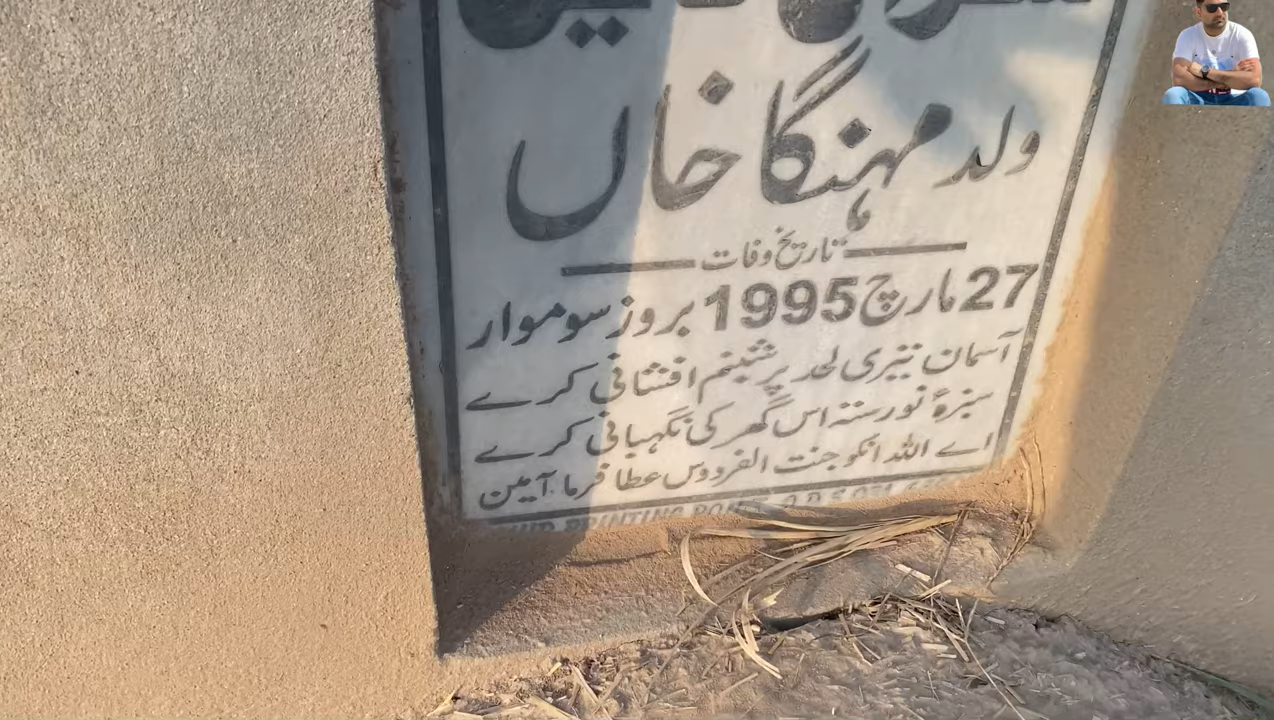 ولد مہنگا خاں
تاریخ وفات
27 مارچ 1995 بروز سوموار
آسمان تیری لحد پر شبنم افشانی کرے
سبزۂ نورستہ اس گھر کی نگہبانی کرے
اے اللہ انکو جنت الفردوس عطا فرما آمین
PRINTING